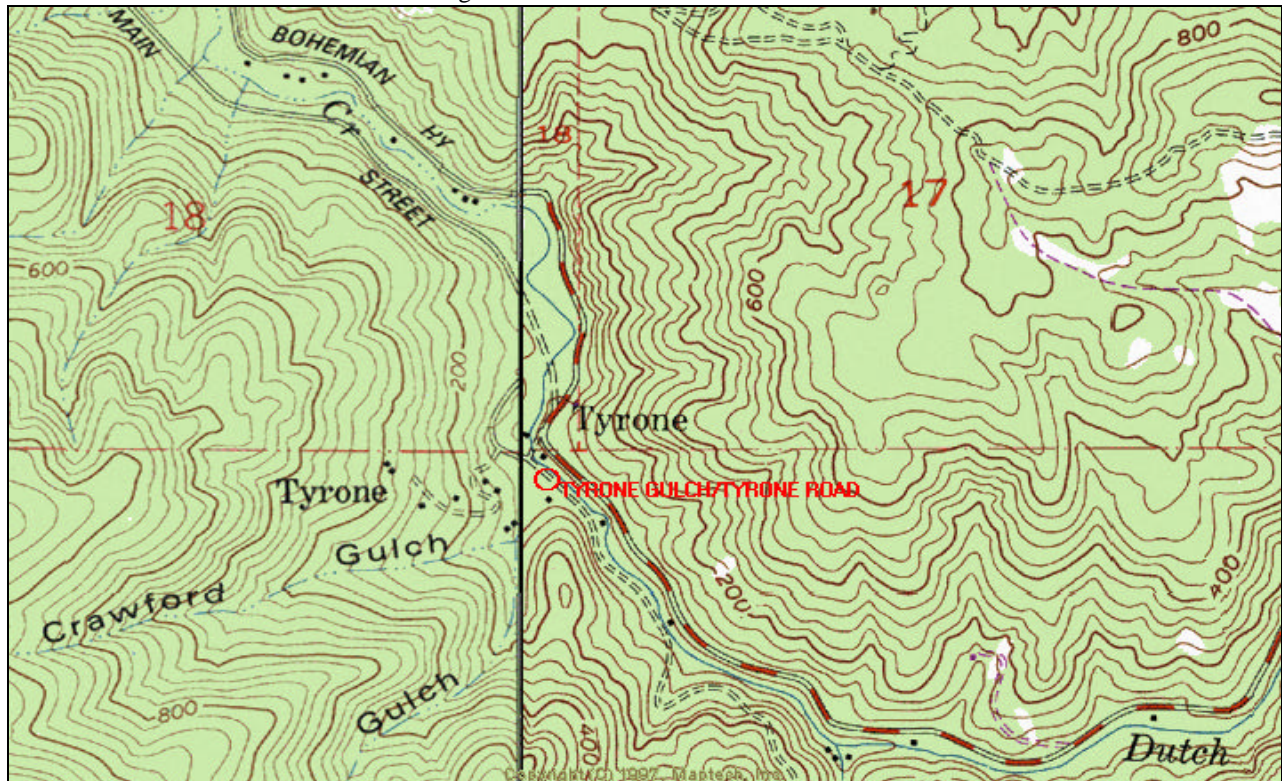 MAIN
BOHEMIAN
HY
800
Cr
18
STREET
18
17
600
600
200
Tyrone
TYRONE GULCH/TYRONE ROAD
Tyrone
Gulch
Crawford
200
400
Gulch
800
400
Dutch
Copyright (C) 1997, Maptech, Inc.